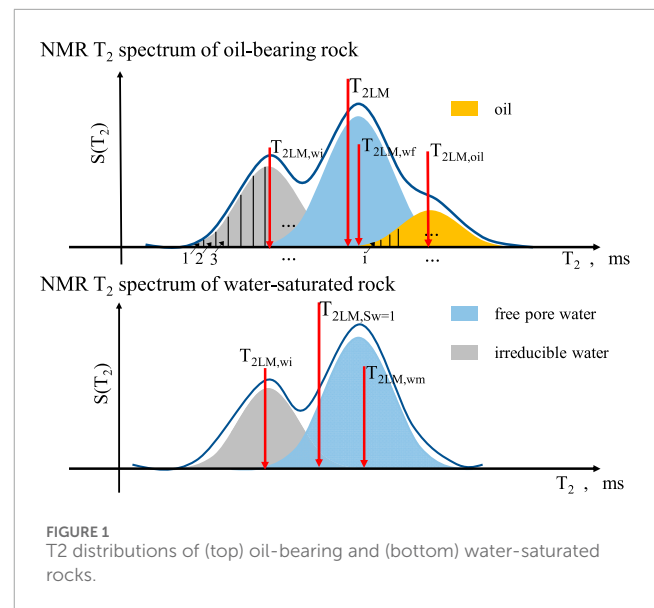 NMR T₂ spectrum of oil-bearing rock
T₂LM
oil
T₂LM,wi
T₂LM,wf
T₂LM,oil
S(T₂)
...
...
1 2 3
...
i
...
T₂ , ms
NMR T₂ spectrum of water-saturated rock
T₂LM,Sw=1
free pore water
irreducible water
T₂LM,wi
T₂LM,wm
S(T₂)
T₂ , ms
FIGURE 1
T2 distributions of (top) oil-bearing and (bottom) water-saturated
rocks.